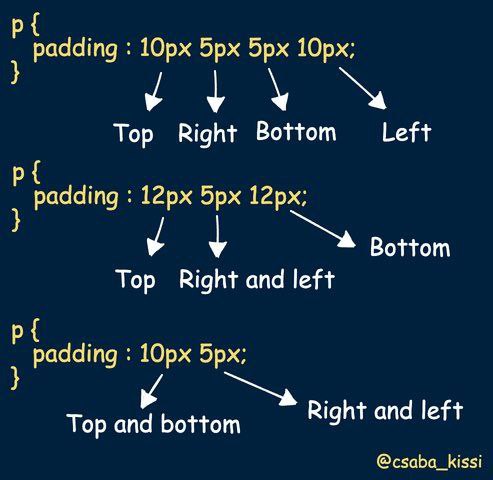 p {
padding : 10px 5px 5px 10px;
}
Top Right Bottom Left
p {
padding : 12px 5px 12px;
}
Bottom
Top Right and left
p {
padding : 10px 5px;
}
Right and left
Top and bottom
@csaba_kissi